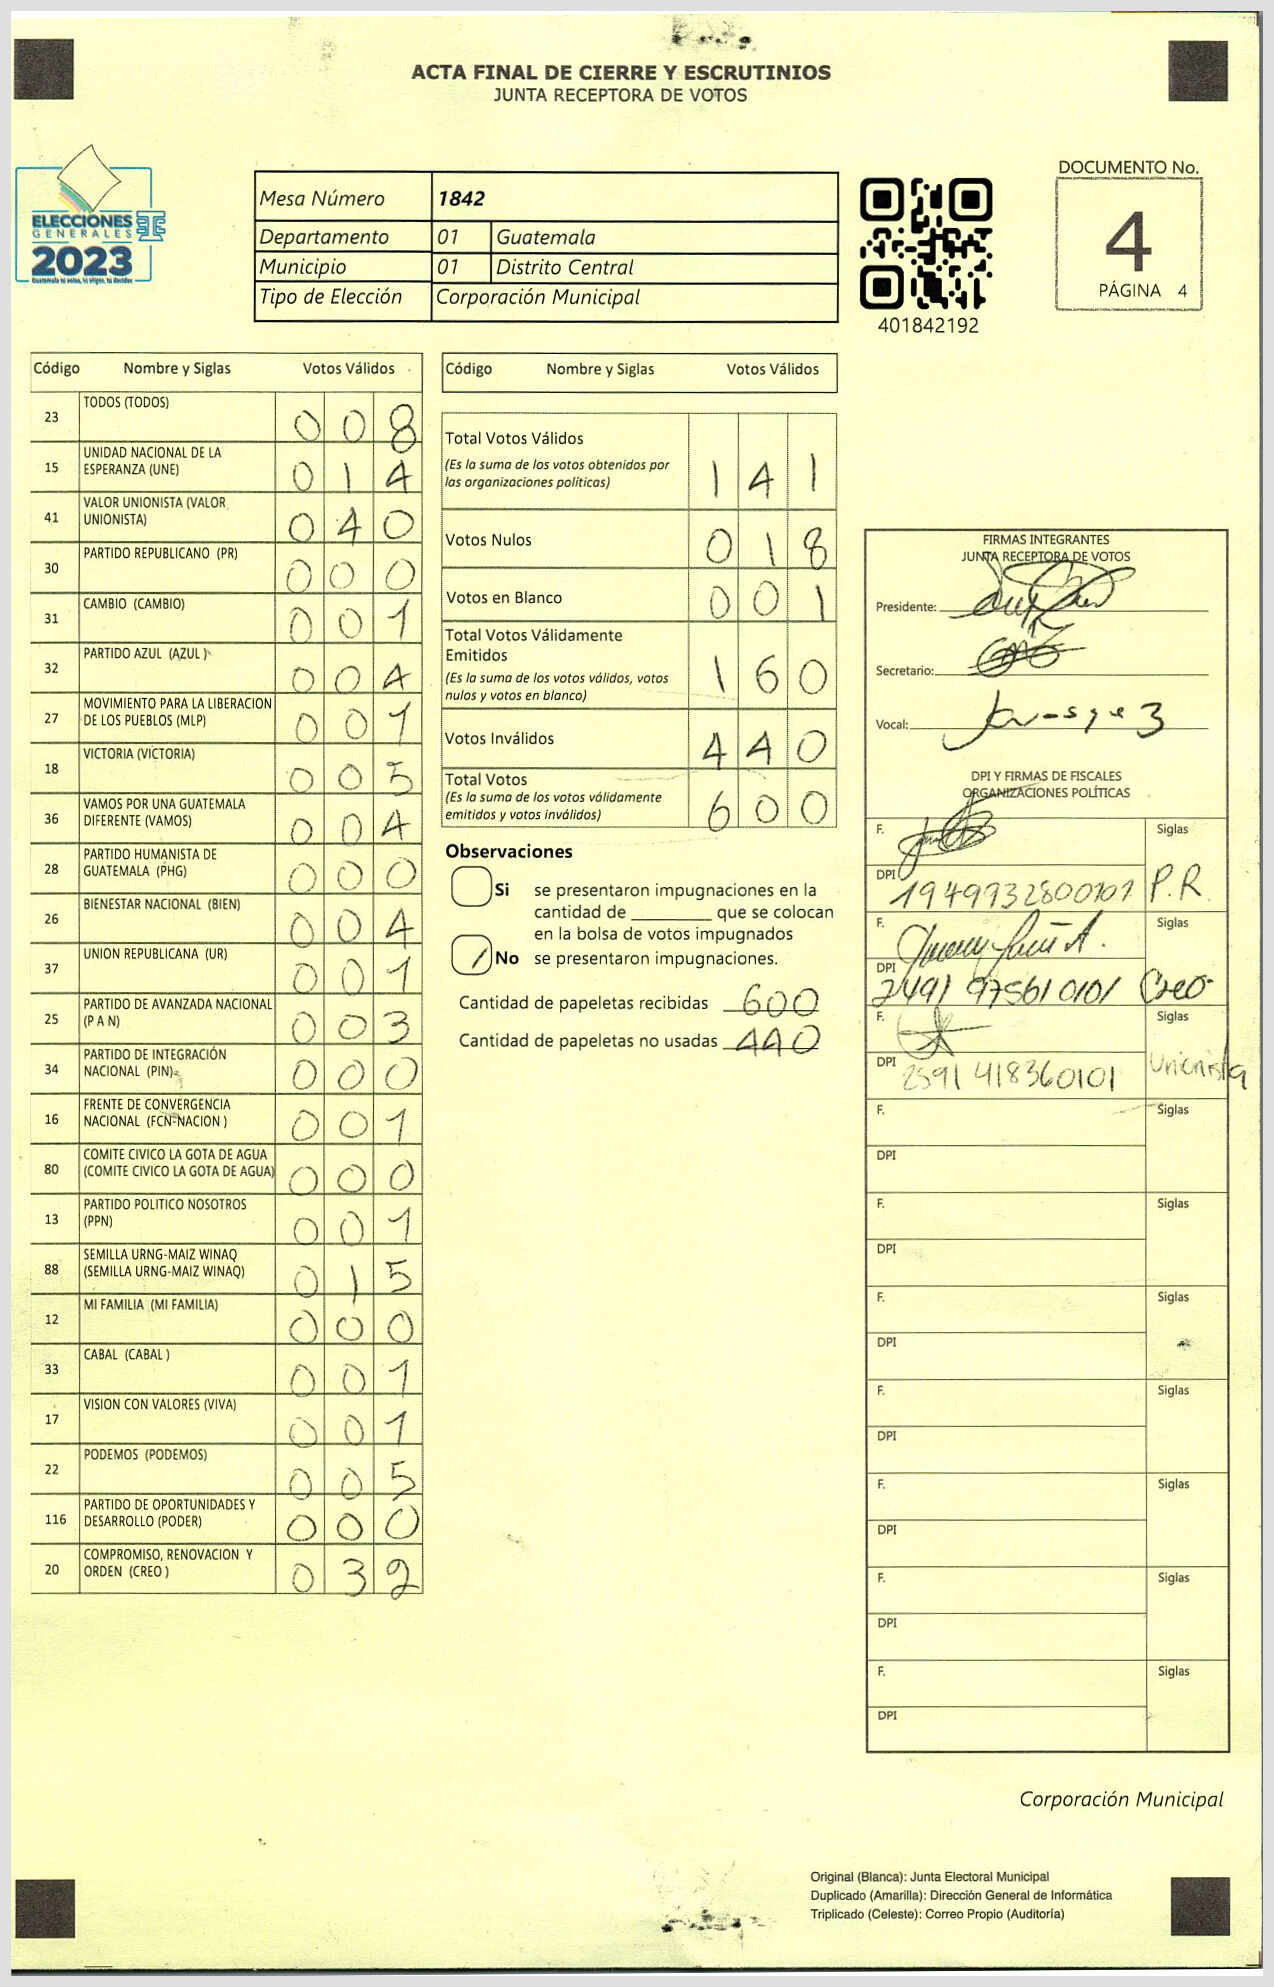 ACTA FINAL DE CIERRE Y ESCRUTINIOS
JUNTA RECEPTORA DE VOTOS
ELECCIONES
GENERALES
2023
Guatemala tú votas, tú eliges, tú decides
Mesa Número 1842
Departamento 01 Guatemala
Municipio 01 Distrito Central
Tipo de Elección Corporación Municipal
401842192
DOCUMENTO No.
4
PÁGINA 4
Código Nombre y Siglas Votos Válidos
23 TODOS (TODOS) 0 0 8
15 UNIDAD NACIONAL DE LA
ESPERANZA (UNE) 0 1 4
41 VALOR UNIONISTA (VALOR
UNIONISTA) 0 4 0
30 PARTIDO REPUBLICANO (PR) 0 0 0
31 CAMBIO (CAMBIO) 0 0 1
32 PARTIDO AZUL (AZUL ) 0 0 4
27 MOVIMIENTO PARA LA LIBERACION
DE LOS PUEBLOS (MLP) 0 0 1
18 VICTORIA (VICTORIA) 0 0 5
36 VAMOS POR UNA GUATEMALA
DIFERENTE (VAMOS) 0 0 4
28 PARTIDO HUMANISTA DE
GUATEMALA (PHG) 0 0 0
26 BIENESTAR NACIONAL (BIEN) 0 0 4
37 UNION REPUBLICANA (UR) 0 0 1
25 PARTIDO DE AVANZADA NACIONAL
(P A N) 0 0 3
34 PARTIDO DE INTEGRACIÓN
NACIONAL (PIN) 0 0 0
16 FRENTE DE CONVERGENCIA
NACIONAL (FCN-NACION ) 0 0 1
80 COMITE CIVICO LA GOTA DE AGUA
(COMITE CIVICO LA GOTA DE AGUA) 0 0 0
13 PARTIDO POLITICO NOSOTROS
(PPN) 0 0 1
88 SEMILLA URNG-MAIZ WINAQ
(SEMILLA URNG-MAIZ WINAQ) 0 1 5
12 MI FAMILIA (MI FAMILIA) 0 0 0
33 CABAL (CABAL ) 0 0 1
17 VISION CON VALORES (VIVA) 0 0 1
22 PODEMOS (PODEMOS) 0 0 5
116 PARTIDO DE OPORTUNIDADES Y
DESARROLLO (PODER) 0 0 0
20 COMPROMISO, RENOVACION Y
ORDEN (CREO ) 0 3 2
Código Nombre y Siglas Votos Válidos
Total Votos Válidos
(Es la suma de los votos obtenidos por
las organizaciones políticas) 1 4 1
Votos Nulos 0 1 8
Votos en Blanco 0 0 1
Total Votos Válidamente
Emitidos
(Es la suma de los votos válidos, votos
nulos y votos en blanco) 1 6 0
Votos Inválidos 4 4 0
Total Votos
(Es la suma de los votos válidamente
emitidos y votos inválidos) 6 0 0
Observaciones
Si se presentaron impugnaciones en la
cantidad de ________ que se colocan
en la bolsa de votos impugnados
No se presentaron impugnaciones.
Cantidad de papeletas recibidas 600
Cantidad de papeletas no usadas 440
FIRMAS INTEGRANTES
JUNTA RECEPTORA DE VOTOS
Presidente:
Secretario:
Vocal:
DPI Y FIRMAS DE FISCALES
ORGANIZACIONES POLÍTICAS
F. Siglas
DPI 1949932800101 P.R.
F. Siglas
DPI 2491 97561 0101 Creo
F. Siglas
DPI 2591 41836 0101 Unionista
F. Siglas
DPI
F. Siglas
DPI
F. Siglas
DPI
F. Siglas
DPI
F. Siglas
DPI
F. Siglas
DPI
F. Siglas
DPI
Corporación Municipal
Original (Blanca): Junta Electoral Municipal
Duplicado (Amarilla): Dirección General de Informática
Triplicado (Celeste): Correo Propio (Auditoría)